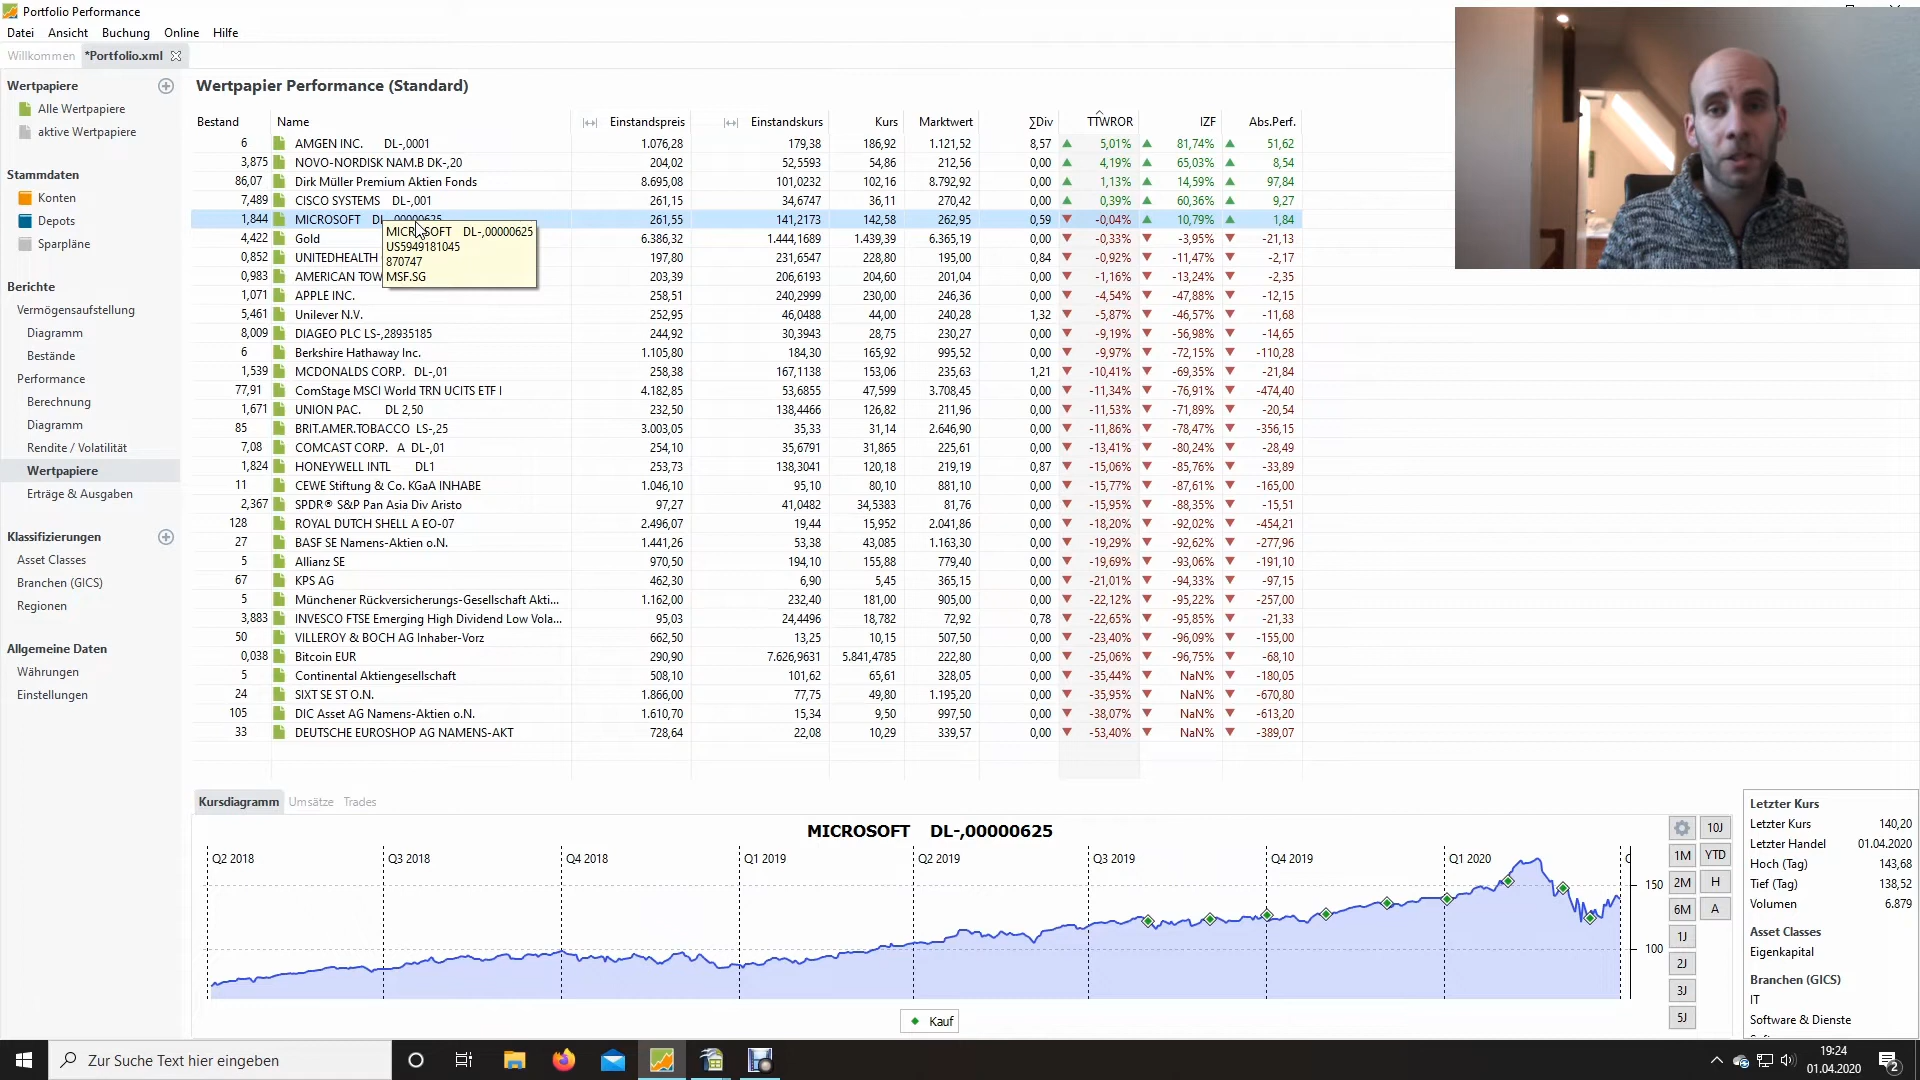 Portfolio Performance
Datei Ansicht Buchung Online Hilfe
Willkommen *Portfolio.xml
Wertpapiere
Alle Wertpapiere
aktive Wertpapiere
Stammdaten
Konten
Depots
Sparpläne
Berichte
Vermögensaufstellung
Diagramm
Bestände
Performance
Berechnung
Diagramm
Rendite / Volatilität
Wertpapiere
Erträge & Ausgaben
Klassifizierungen
Asset Classes
Branchen (GICS)
Regionen
Allgemeine Daten
Währungen
Einstellungen
Wertpapier Performance (Standard)
Bestand Name Einstandspreis Einstandskurs Kurs Marktwert ∑Div TTWROR IZF Abs.Perf.
6 AMGEN INC. DL-,0001 1.076,28 179,38 186,92 1.121,52 8,57 5,01% 81,74% 51,62
3,875 NOVO-NORDISK NAM.B DK-,20 204,02 52,5593 54,86 212,56 0,00 4,19% 65,03% 8,54
86,07 Dirk Müller Premium Aktien Fonds 8.695,08 101,0232 102,16 8.792,92 0,00 1,13% 14,59% 97,84
7,489 CISCO SYSTEMS DL-,001 261,15 34,6747 36,11 270,42 0,00 0,39% 60,36% 9,27
1,844 MICROSOFT DL-,00000625 261,55 141,2173 142,58 262,95 0,59 -0,04% 10,79% 1,84
4,422 Gold 6.386,32 1.444,1689 1.439,39 6.365,19 0,00 -0,33% -3,95% -21,13
0,852 UNITEDHEALTH 197,80 231,6547 228,80 195,00 0,84 -0,92% -11,47% -2,17
0,983 AMERICAN TOW 203,39 206,6193 204,60 201,04 0,00 -1,16% -13,24% -2,35
1,071 APPLE INC. 258,51 240,2999 230,00 246,36 0,00 -4,54% -47,88% -12,15
5,461 Unilever N.V. 252,95 46,0488 44,00 240,28 1,32 -5,87% -46,57% -11,68
8,009 DIAGEO PLC LS-,28935185 244,92 30,3943 28,75 230,27 0,00 -9,19% -56,98% -14,65
6 Berkshire Hathaway Inc. 1.105,80 184,30 165,92 995,52 0,00 -9,97% -72,15% -110,28
1,539 MCDONALDS CORP. DL-,01 258,38 167,1138 153,06 235,63 1,21 -10,41% -69,35% -21,84
77,91 ComStage MSCI World TRN UCITS ETF I 4.182,85 53,6855 47,599 3.708,45 0,00 -11,34% -76,91% -474,40
1,671 UNION PAC. DL 2,50 232,50 138,4466 126,82 211,96 0,00 -11,53% -71,89% -20,54
85 BRIT.AMER.TOBACCO LS-,25 3.003,05 35,33 31,14 2.646,90 0,00 -11,86% -78,47% -356,15
7,08 COMCAST CORP. A DL-,01 254,10 35,6791 31,865 225,61 0,00 -13,41% -80,24% -28,49
1,824 HONEYWELL INTL DL1 253,73 138,3041 120,18 219,19 0,87 -15,06% -85,76% -33,89
11 CEWE Stiftung & Co. KGaA INHABE 1.046,10 95,10 80,10 881,10 0,00 -15,77% -87,61% -165,00
2,367 SPDR® S&P Pan Asia Div Aristo 97,27 41,0482 34,5383 81,76 0,00 -15,95% -88,35% -15,51
128 ROYAL DUTCH SHELL A EO-07 2.496,07 19,44 15,952 2.041,86 0,00 -18,20% -92,02% -454,21
27 BASF SE Namens-Aktien o.N. 1.441,26 53,38 43,085 1.163,30 0,00 -19,29% -92,62% -277,96
5 Allianz SE 970,50 194,10 155,88 779,40 0,00 -19,69% -93,06% -191,10
67 KPS AG 462,30 6,90 5,45 365,15 0,00 -21,01% -94,33% -97,15
5 Münchener Rückversicherungs-Gesellschaft Akti... 1.162,00 232,40 181,00 905,00 0,00 -22,12% -95,22% -257,00
3,883 INVESCO FTSE Emerging High Dividend Low Vola... 95,03 24,4496 18,782 72,92 0,78 -22,65% -95,85% -21,33
50 VILLEROY & BOCH AG Inhaber-Vorz 662,50 13,25 10,15 507,50 0,00 -23,40% -96,09% -155,00
0,038 Bitcoin EUR 290,90 7.626,9631 5.841,4785 222,80 0,00 -25,06% -96,75% -68,10
5 Continental Aktiengesellschaft 508,10 101,62 65,61 328,05 0,00 -35,44% NaN% -180,05
24 SIXT SE ST O.N. 1.866,00 77,75 49,80 1.195,20 0,00 -35,95% NaN% -670,80
105 DIC Asset AG Namens-Aktien o.N. 1.610,70 15,34 9,50 997,50 0,00 -38,07% NaN% -613,20
33 DEUTSCHE EUROSHOP AG NAMENS-AKT 728,64 22,08 10,29 339,57 0,00 -53,40% NaN% -389,07
MICROSOFT DL-,00000625
US5949181045
870747
MSF.SG
Kursdiagramm Umsätze Trades
MICROSOFT DL-,00000625
Q2 2018 Q3 2018 Q4 2018 Q1 2019 Q2 2019 Q3 2019 Q4 2019 Q1 2020
150
100
Kauf
10J
1M YTD
2M H
6M A
1J
2J
3J
5J
Letzter Kurs
Letzter Kurs 140,20
Letzter Handel 01.04.2020
Hoch (Tag) 143,68
Tief (Tag) 138,52
Volumen 6.879
Asset Classes
Eigenkapital
Branchen (GICS)
IT
Software & Dienste
Zur Suche Text hier eingeben
19:24
01.04.2020
2